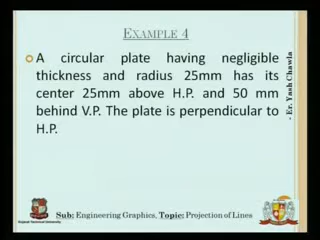 EXAMPLE 4
A circular plate having negligible
thickness and radius 25mm has its
center 25mm above H.P. and 50 mm
behind V.P. The plate is perpendicular to
H.P.
- Er. Yash Chawla
Gujarat Technological University
Sub: Engineering Graphics, Topic: Projection of Lines